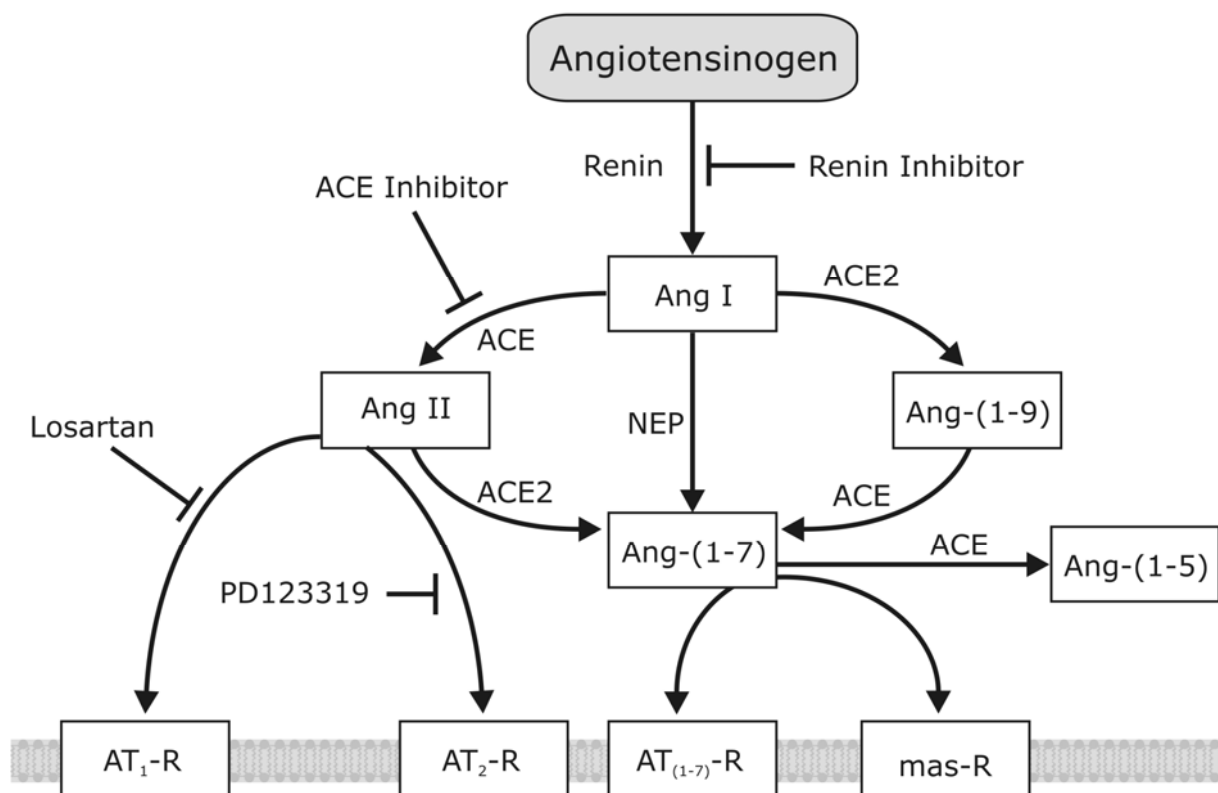 Angiotensinogen
Renin
Renin Inhibitor
ACE Inhibitor
Ang I
ACE2
ACE
Ang II
Ang-(1-9)
Losartan
NEP
ACE2
ACE
Ang-(1-7)
ACE
Ang-(1-5)
PD123319
AT₁-R
AT₂-R
AT₍₁₋₇₎-R
mas-R